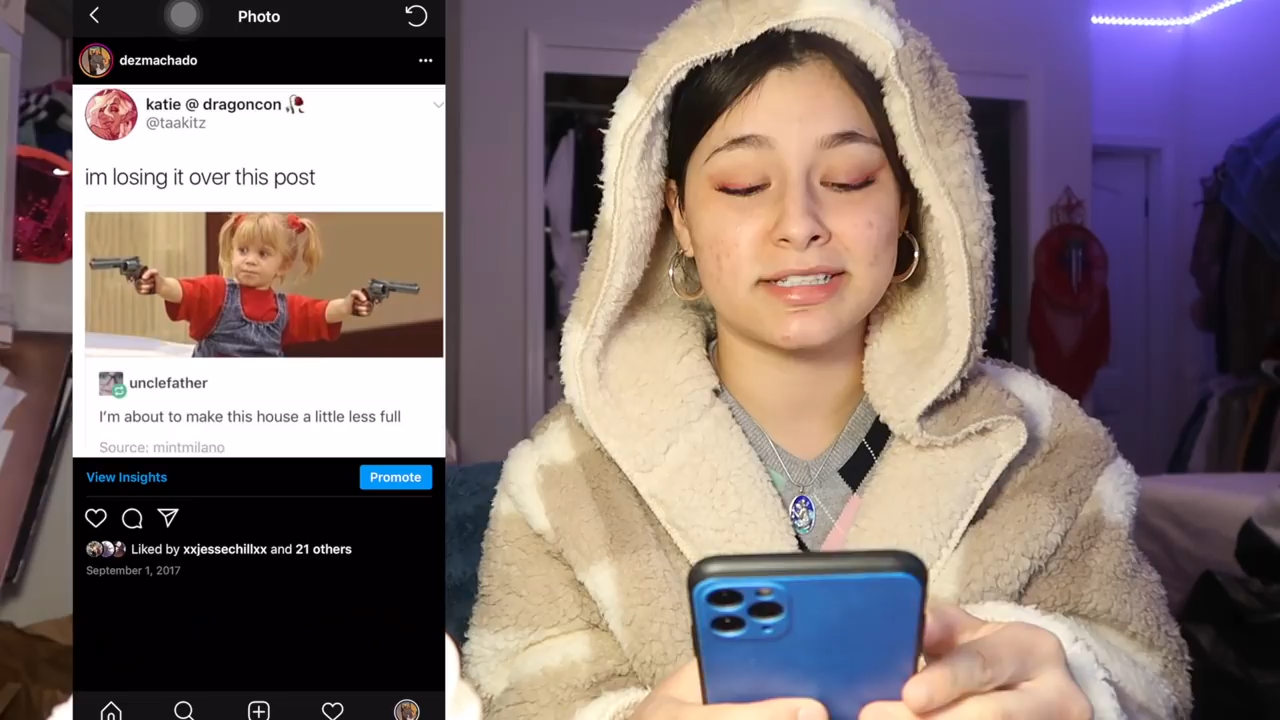 Photo
dezmachado
katie @ dragoncon 🥀
@taakitz
im losing it over this post
unclefather
I'm about to make this house a little less full
Source: mintmilano
View Insights
Promote
Liked by xxjessechillxx and 21 others
September 1, 2017